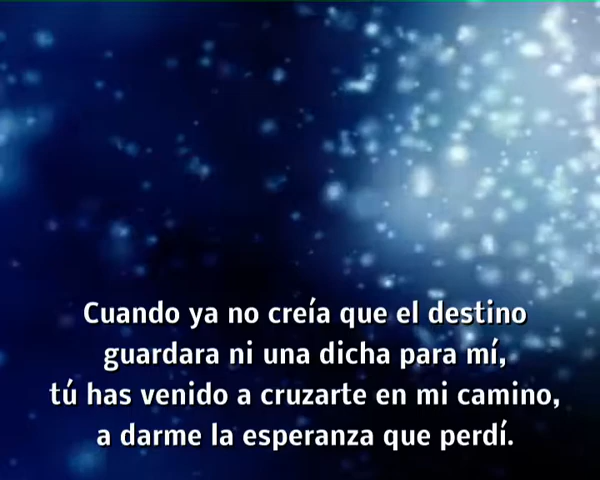 Cuando ya no creía que el destino
guardara ni una dicha para mí,
tú has venido a cruzarte en mi camino,
a darme la esperanza que perdí.